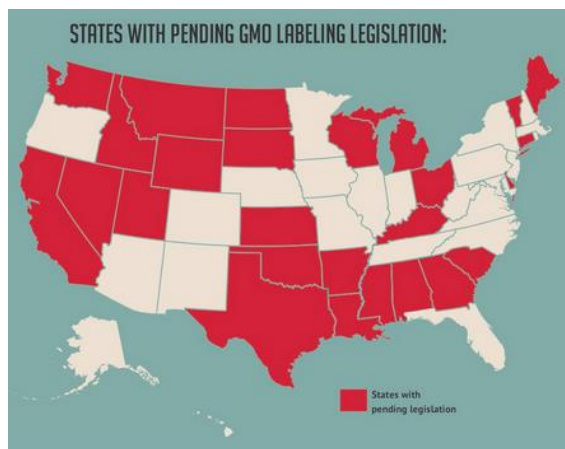 STATES WITH PENDING GMO LABELING LEGISLATION:
States with
pending legislation